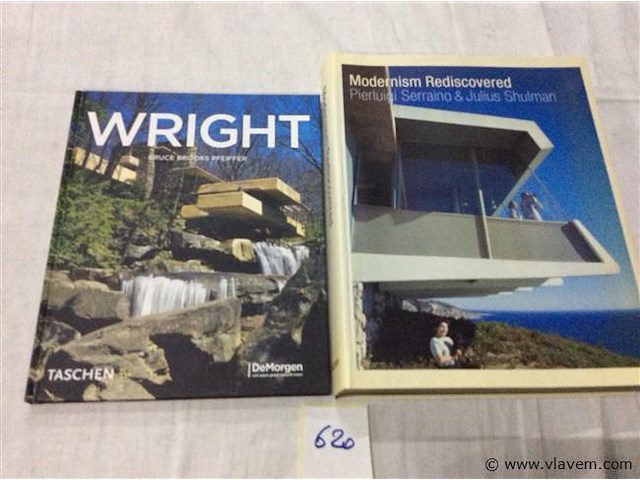 WRIGHT
BRUCE BROOKS PFEIFFER
TASCHEN
DeMorgen
Modernism Rediscovered
Pierluigi Serraino & Julius Shulman
620
© www.vlavem.com